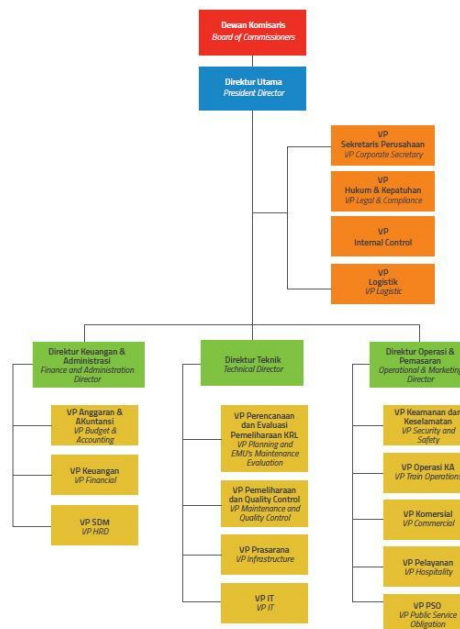 Dewan Komisaris
Board of Commissioners
Direktur Utama
President Director
VP
Sekretaris Perusahaan
VP Corporate Secretary
VP
Hukum & Kepatuhan
VP Legal & Compliance
VP
Internal Control
VP
Logistik
VP Logistic
Direktur Keuangan &
Administrasi
Finance and Administration
Director
VP Anggaran &
AKuntansi
VP Budget &
Accounting
VP Keuangan
VP Financial
VP SDM
VP HRD
Direktur Teknik
Technical Director
VP Perencanaan
dan Evaluasi
Pemeliharaan KRL
VP Planning and
EMU's Maintenance
Evaluation
VP Pemeliharaan
dan Quality Control
VP Maintenance and
Quality Control
VP Prasarana
VP Infrastructure
VP IT
VP IT
Direktur Operasi &
Pemasaran
Operational & Marketing
Director
VP Keamanan dan
Keselamatan
VP Security and
Safety
VP Operasi KA
VP Train Operations
VP Komersial
VP Commercial
VP Pelayanan
VP Hospitality
VP PSO
VP Public Service
Obligation